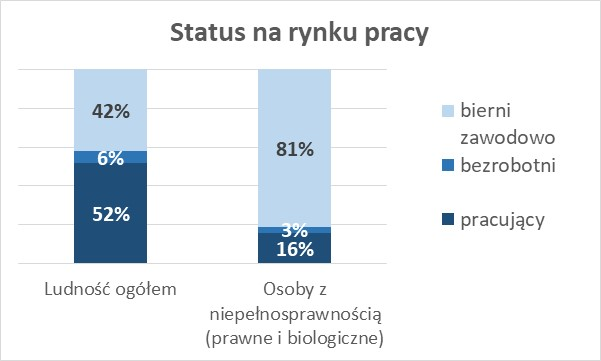 Status na rynku pracy
42%
6%
52%
81%
3%
16%
Ludność ogółem
Osoby z
niepełnosprawnością
(prawne i biologiczne)
bierni
zawodowo
bezrobotni
pracujący